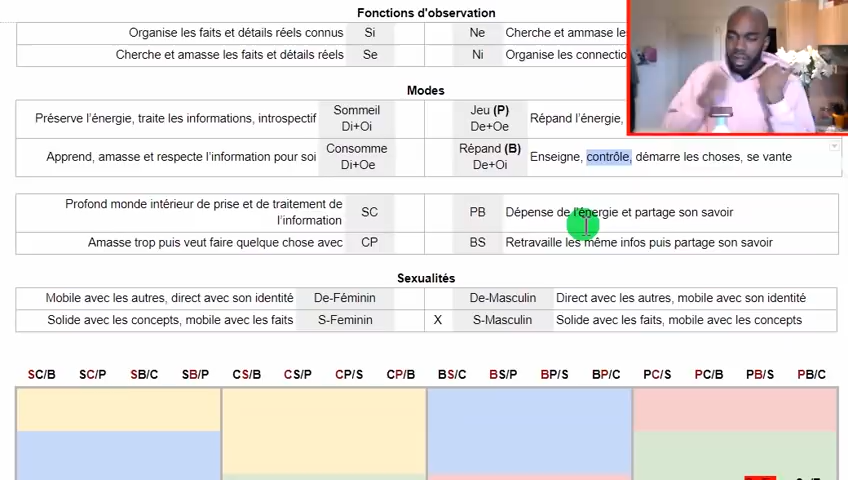 Fonctions d'observation
Organise les faits et détails réels connus Si Ne Cherche et ammase les
Cherche et amasse les faits et détails réels Se Ni Organise les
Modes
Préserve l'énergie, traite les informations, introspectif Sommeil Di+Oi Jeu (P) De+Oe Répand l'énergie,
Apprend, amasse et respecte l'information pour soi Consomme Di+Oe Répand (B) De+Oi Enseigne, contrôle, démarre les choses, se vante
Profond monde intérieur de prise et de traitement de
l'information SC PB Dépense de l'énergie et partage son savoir
Amasse trop puis veut faire quelque chose avec CP BS Retravaille les même infos puis partage son savoir
Sexualités
Mobile avec les autres, direct avec son identité De-Féminin De-Masculin Direct avec les autres, mobile avec son identité
Solide avec les concepts, mobile avec les faits S-Feminin X S-Masculin Solide avec les faits, mobile avec les concepts
SC/B SC/P SB/C SB/P CS/B CS/P CP/S CP/B BS/C BS/P BP/S BP/C PC/S PC/B PB/S PB/C